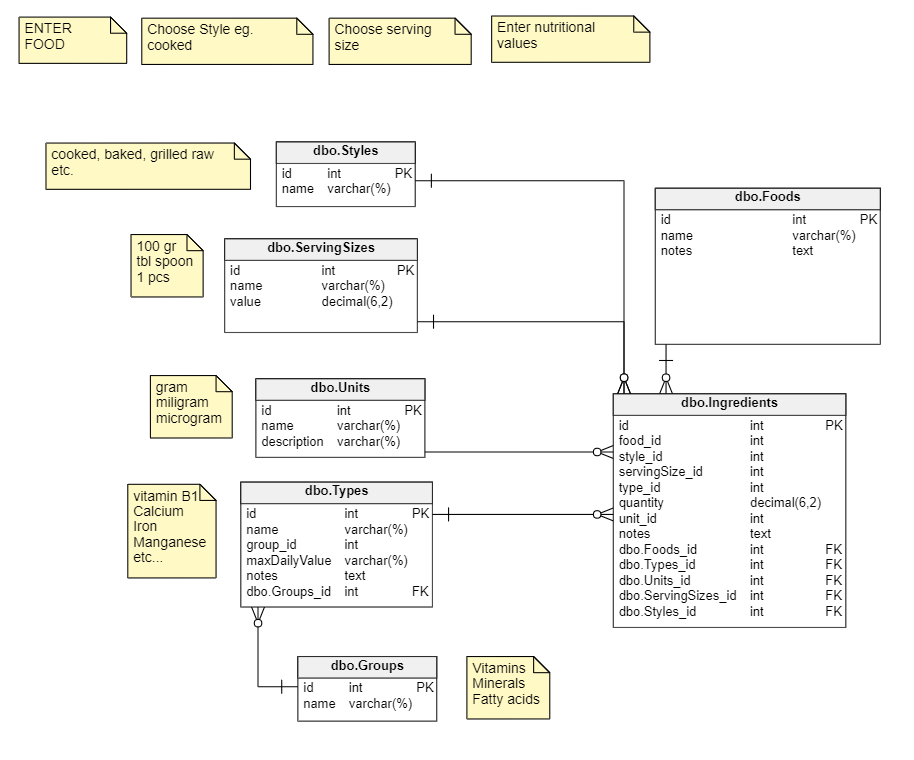 ENTER
FOOD
Choose Style eg.
cooked
Choose serving
size
Enter nutritional
values
cooked, baked, grilled raw
etc.
dbo.Styles
id int PK
name varchar(%)
dbo.Foods
id int PK
name varchar(%)
notes text
100 gr
tbl spoon
1 pcs
dbo.ServingSizes
id int PK
name varchar(%)
value decimal(6,2)
gram
miligram
microgram
dbo.Units
id int PK
name varchar(%)
description varchar(%)
dbo.Ingredients
id int PK
food_id int
style_id int
servingSize_id int
type_id int
quantity decimal(6,2)
unit_id int
notes text
dbo.Foods_id int FK
dbo.Types_id int FK
dbo.Units_id int FK
dbo.ServingSizes_id int FK
dbo.Styles_id int FK
vitamin B1
Calcium
Iron
Manganese
etc...
dbo.Types
id int PK
name varchar(%)
group_id int
maxDailyValue varchar(%)
notes text
dbo.Groups_id int FK
dbo.Groups
id int PK
name varchar(%)
Vitamins
Minerals
Fatty acids